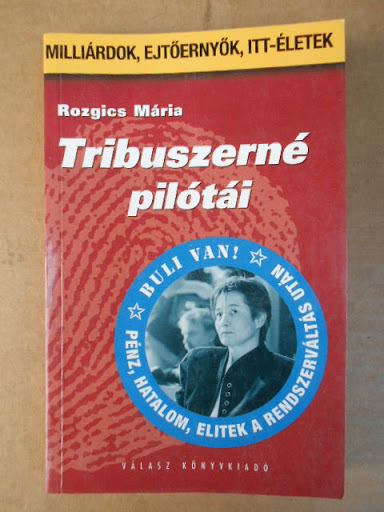 MILLIÁRDOK, EJTŐERNYŐK, ITT-ÉLETEK
Rozgics Mária
Tribuszerné
pilótái
☆ BULI VAN! ☆
PÉNZ, HATALOM, ELITEK A RENDSZERVÁLTÁS UTÁN
VÁLASZ KÖNYVKIADÓ